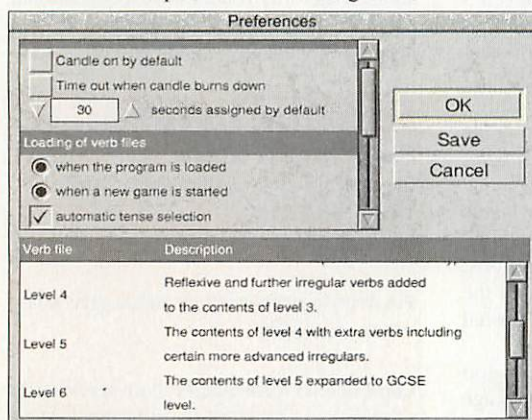 Preferences
Candle on by default
Time out when candle burns down
30 seconds assigned by default
OK
Save
Cancel
Loading of verb files
when the program is loaded
when a new game is started
automatic tense selection
Verb file Description
Level 4
Reflexive and further irregular verbs added
to the contents of level 3.
Level 5
The contents of level 4 with extra verbs including
certain more advanced irregulars.
Level 6
The contents of level 5 expanded to GCSE
level.